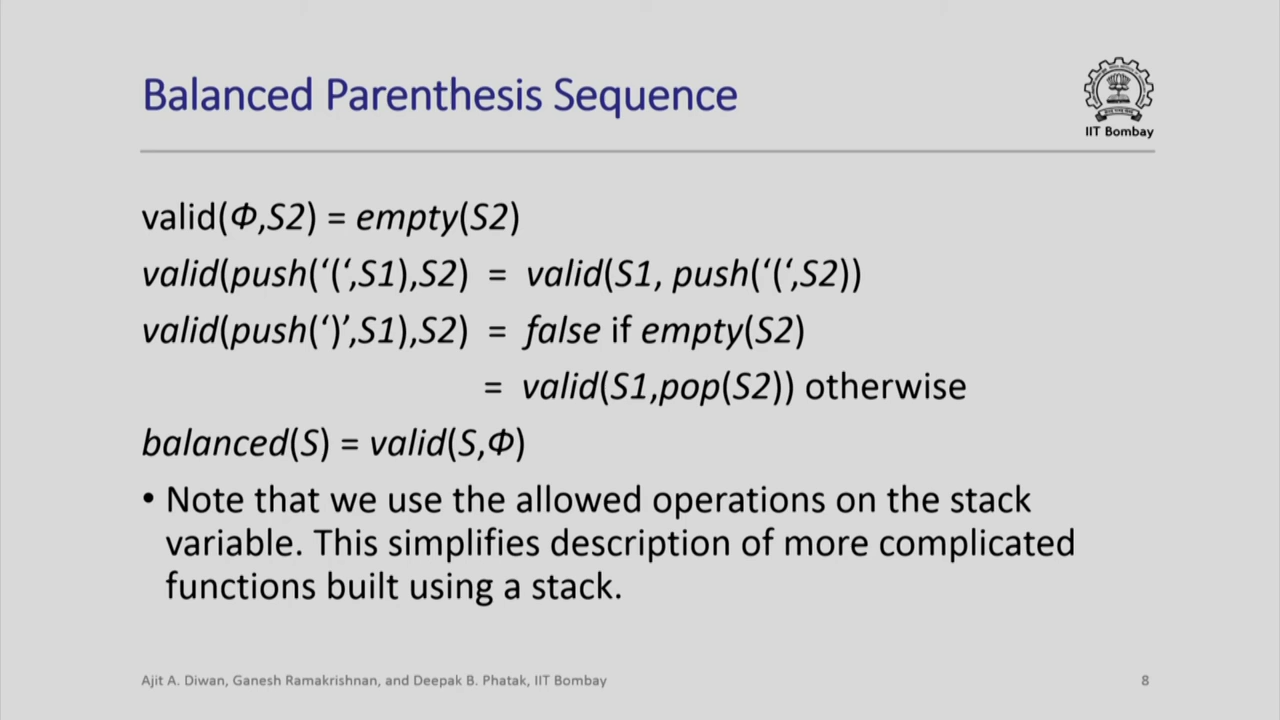 Balanced Parenthesis Sequence
IIT Bombay
valid(Φ,S2) = empty(S2)
valid(push(‘(‘,S1),S2) = valid(S1, push(‘(‘,S2))
valid(push(‘)’,S1),S2) = false if empty(S2)
= valid(S1,pop(S2)) otherwise
balanced(S) = valid(S,Φ)
• Note that we use the allowed operations on the stack
variable. This simplifies description of more complicated
functions built using a stack.
Ajit A. Diwan, Ganesh Ramakrishnan, and Deepak B. Phatak, IIT Bombay
8